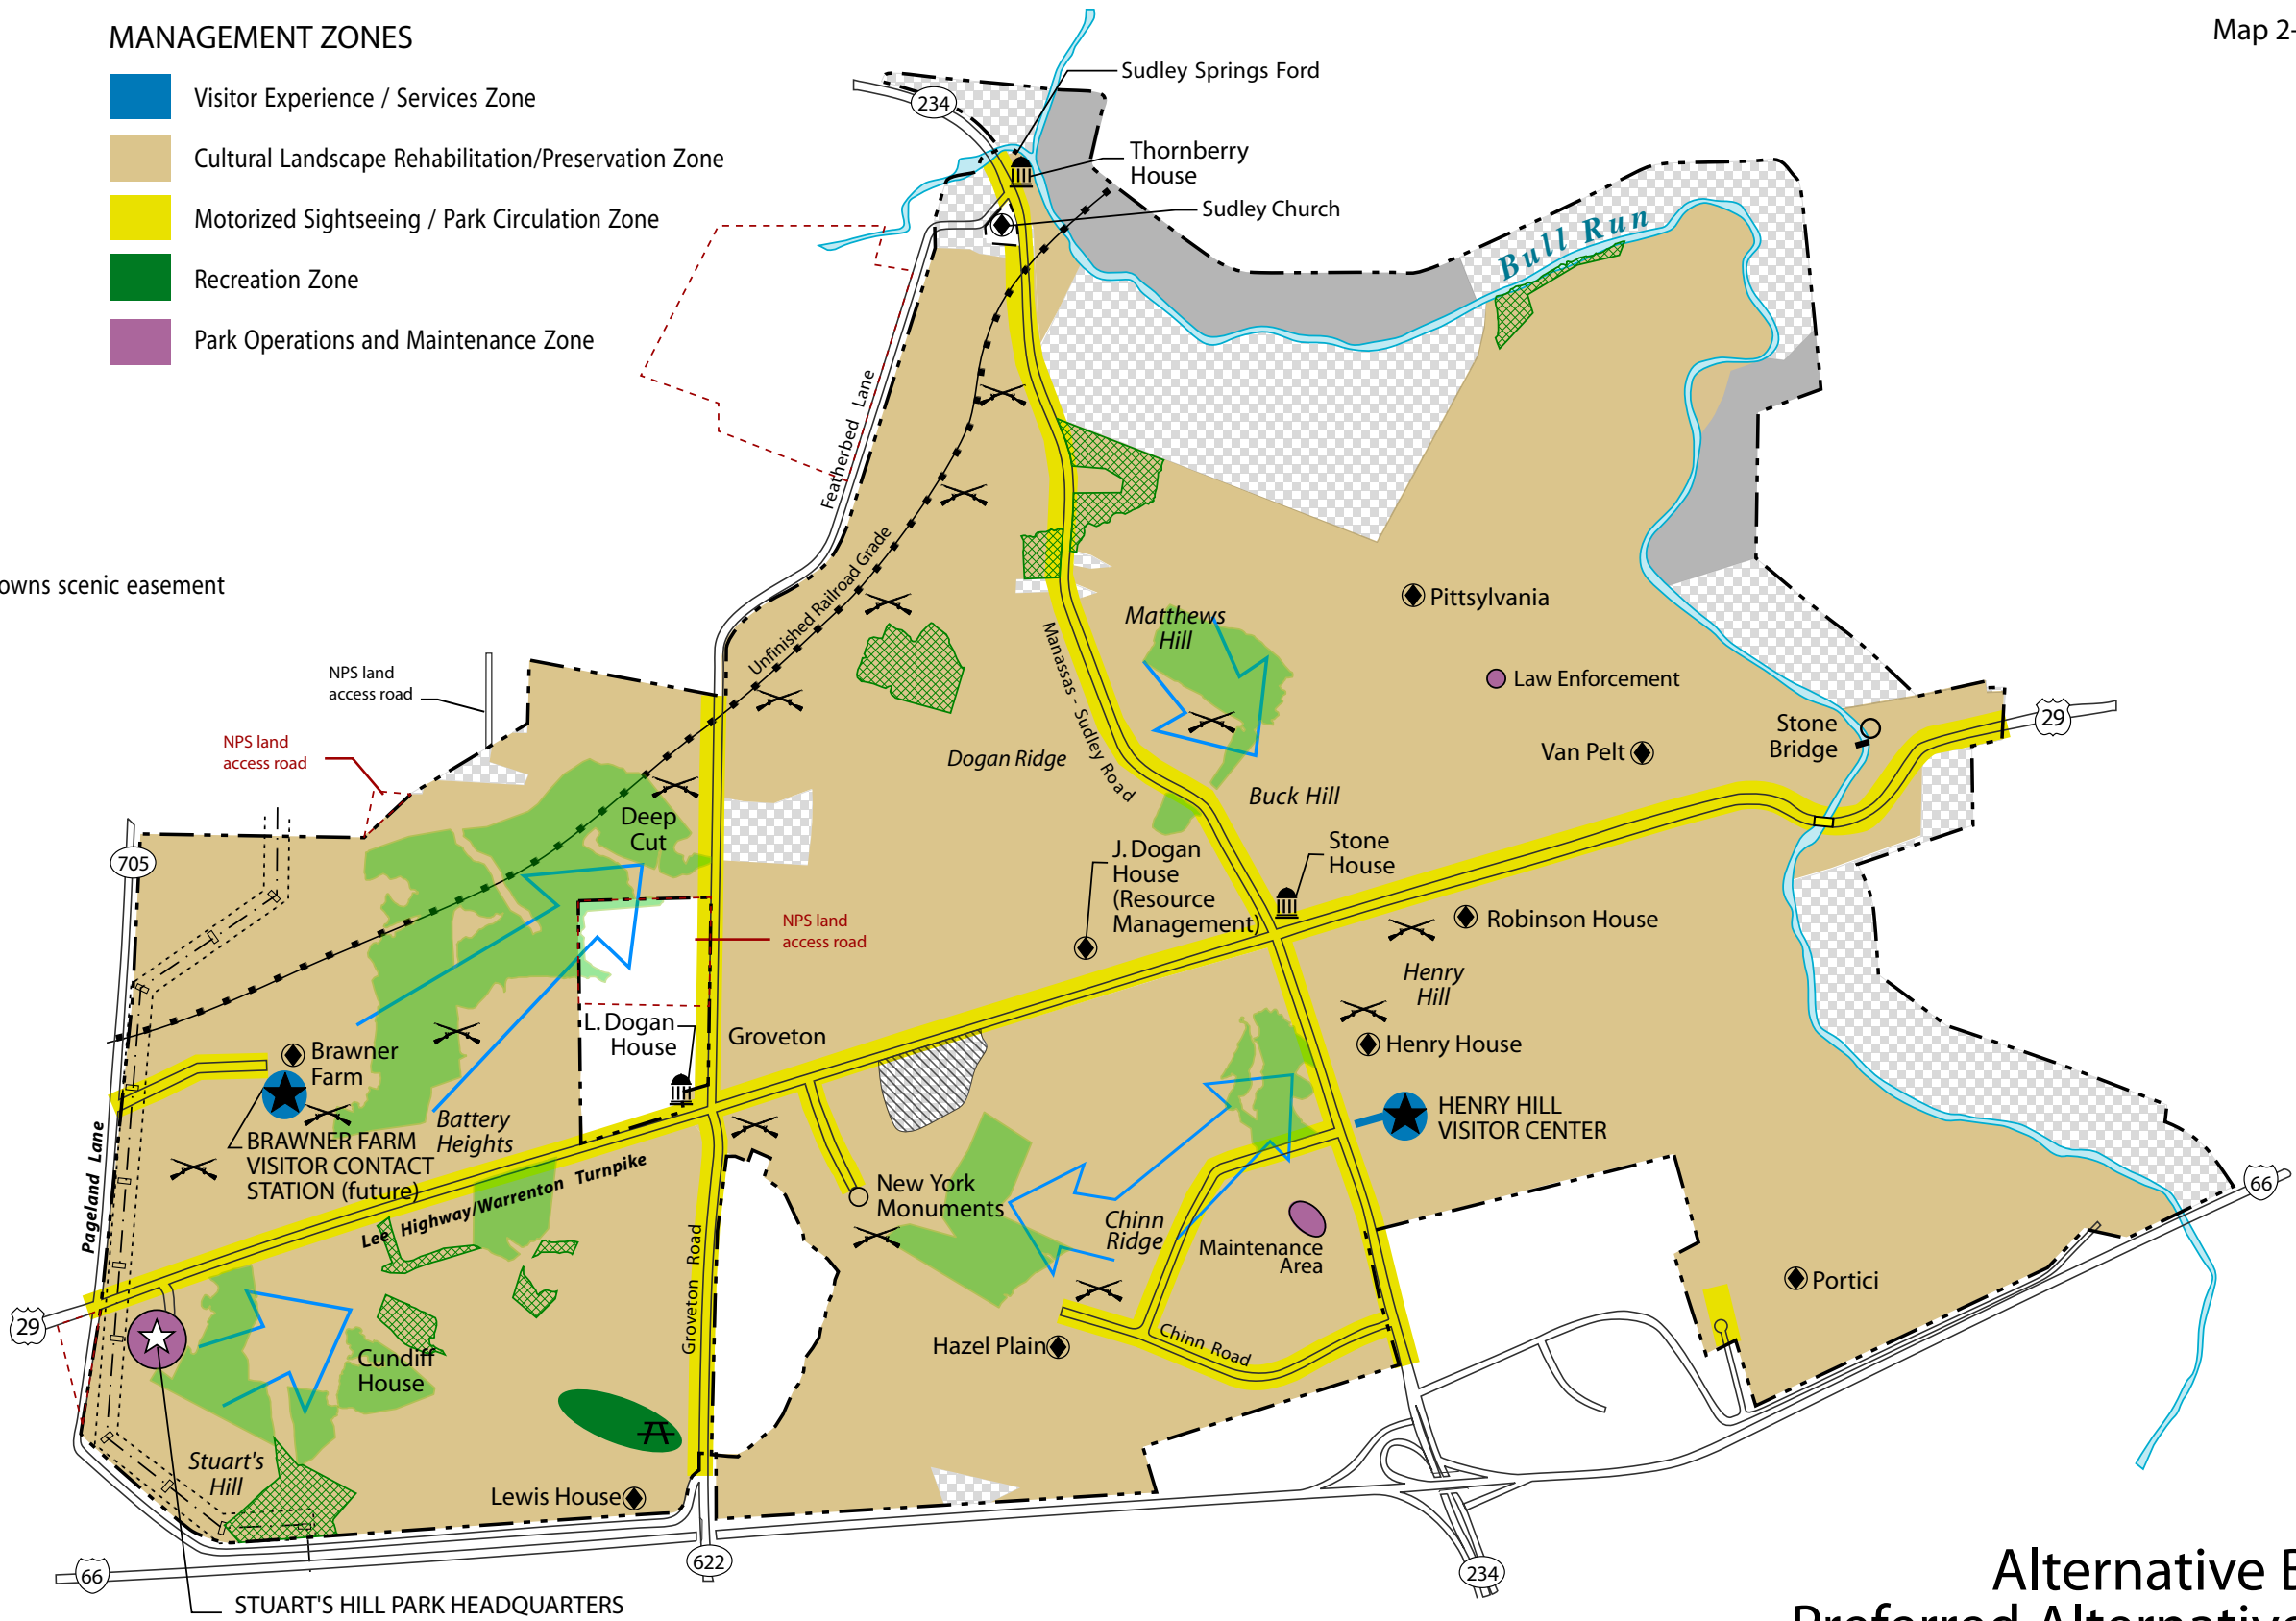 MANAGEMENT ZONES
Visitor Experience / Services Zone
Cultural Landscape Rehabilitation/Preservation Zone
Motorized Sightseeing / Park Circulation Zone
Recreation Zone
Park Operations and Maintenance Zone
Map 2-
234
Sudley Springs Ford
Thornberry
House
Sudley Church
Bull Run
Featherbed Lane
Unfinished Railroad Grade
owns scenic easement
Manassas - Sudley Road
Matthews
Hill
Pittsylvania
Law Enforcement
NPS land
access road
NPS land
access road
Dogan Ridge
Van Pelt
Stone
Bridge
29
Buck Hill
Deep
Cut
705
J. Dogan
House
(Resource
Management)
Stone
House
NPS land
access road
Robinson House
Henry
Hill
L. Dogan
House
Groveton
Henry House
Brawner
Farm
Battery
Heights
BRAWNER FARM
VISITOR CONTACT
STATION (future)
HENRY HILL
VISITOR CENTER
Pageland Lane
Lee Highway/Warrenton Turnpike
New York
Monuments
Chinn
Ridge
Maintenance
Area
66
Groveton Road
Portici
29
Cundiff
House
Hazel Plain
Chinn Road
Stuart's
Hill
Lewis House
66
622
234
STUART'S HILL PARK HEADQUARTERS
Alternative B
Preferred Alternative